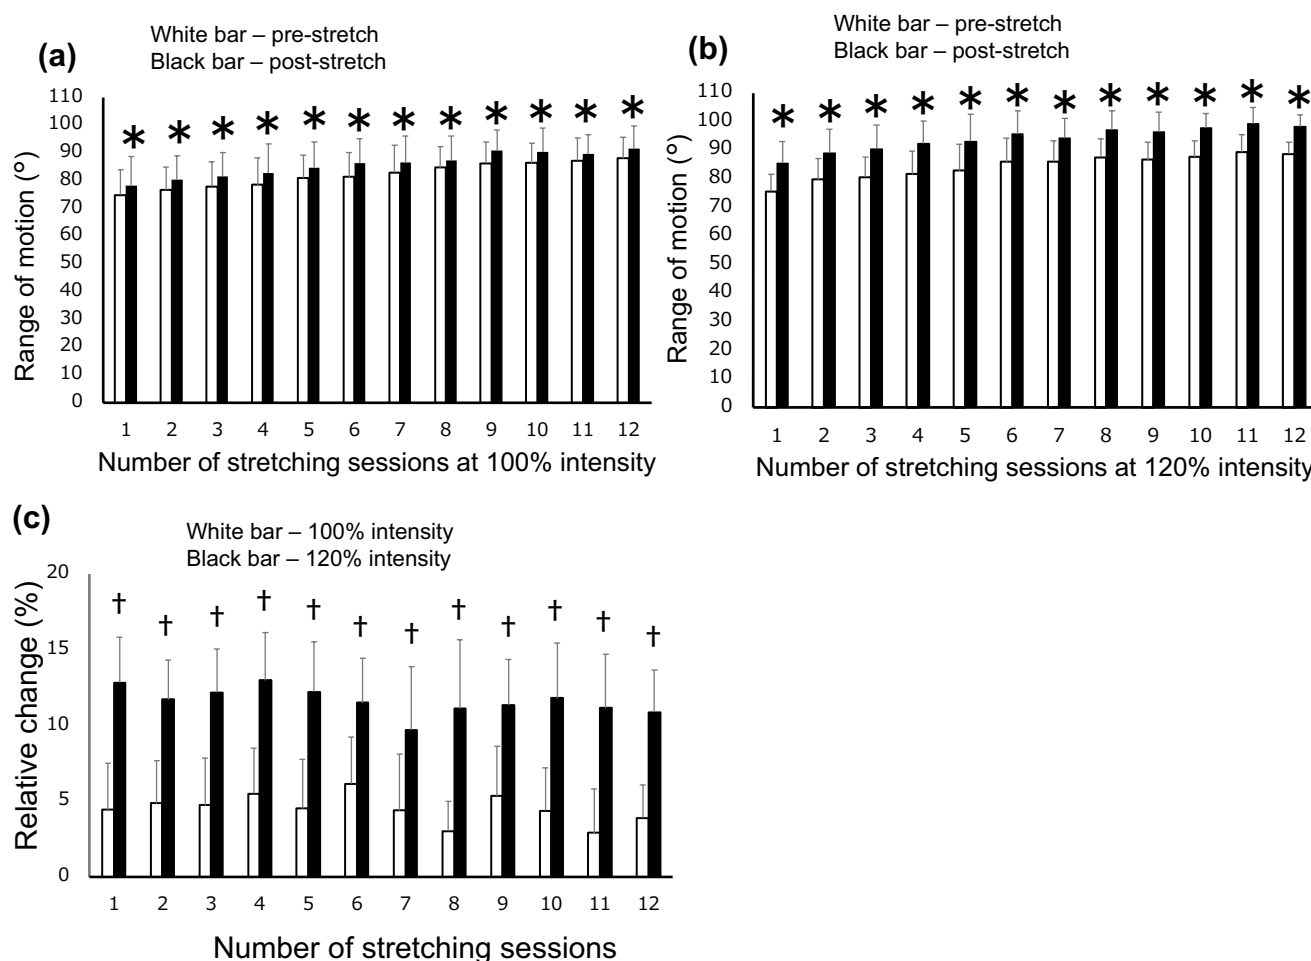 (a)
White bar – pre-stretch
Black bar – post-stretch
Range of motion (°)
110
100
90
80
70
60
50
40
30
20
10
0
* * * * * * * * * * * *
1 2 3 4 5 6 7 8 9 10 11 12
Number of stretching sessions at 100% intensity
(b)
White bar – pre-stretch
Black bar – post-stretch
Range of motion (°)
110
100
90
80
70
60
50
40
30
20
10
0
* * * * * * * * * * * *
1 2 3 4 5 6 7 8 9 10 11 12
Number of stretching sessions at 120% intensity
(c)
White bar – 100% intensity
Black bar – 120% intensity
Relative change (%)
20
15
10
5
0
† † † † † † † † † † † †
1 2 3 4 5 6 7 8 9 10 11 12
Number of stretching sessions